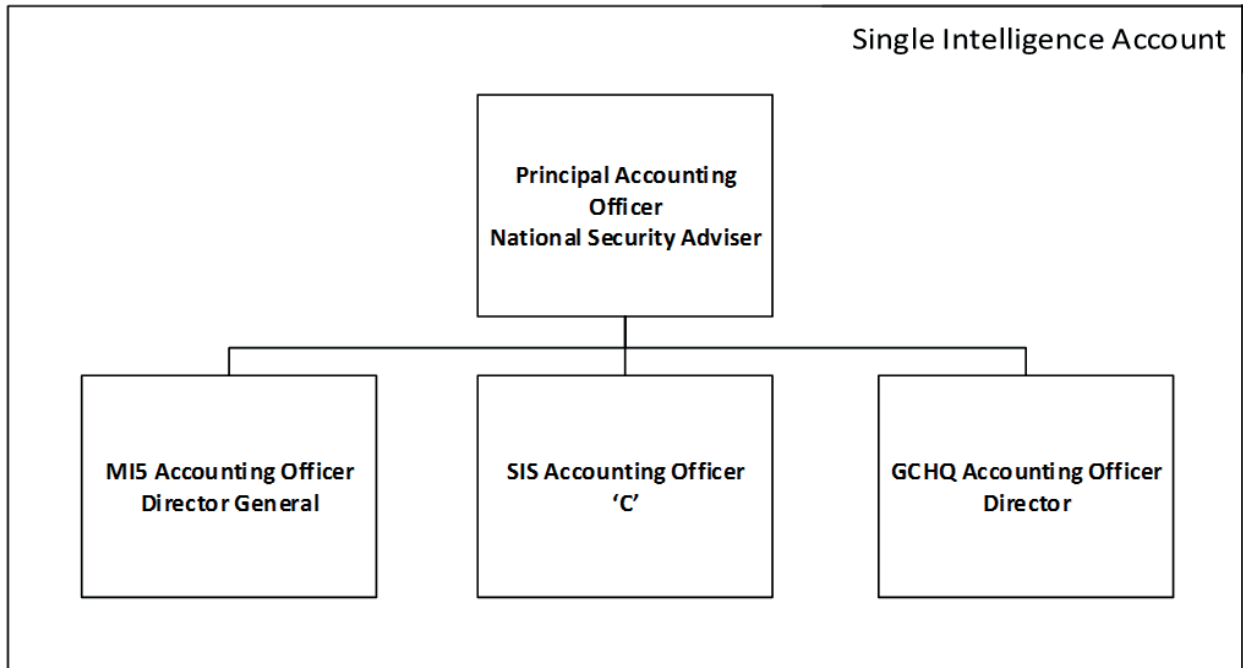 Single Intelligence Account
Principal Accounting
Officer
National Security Adviser
MI5 Accounting Officer
Director General
SIS Accounting Officer
‘C’
GCHQ Accounting Officer
Director